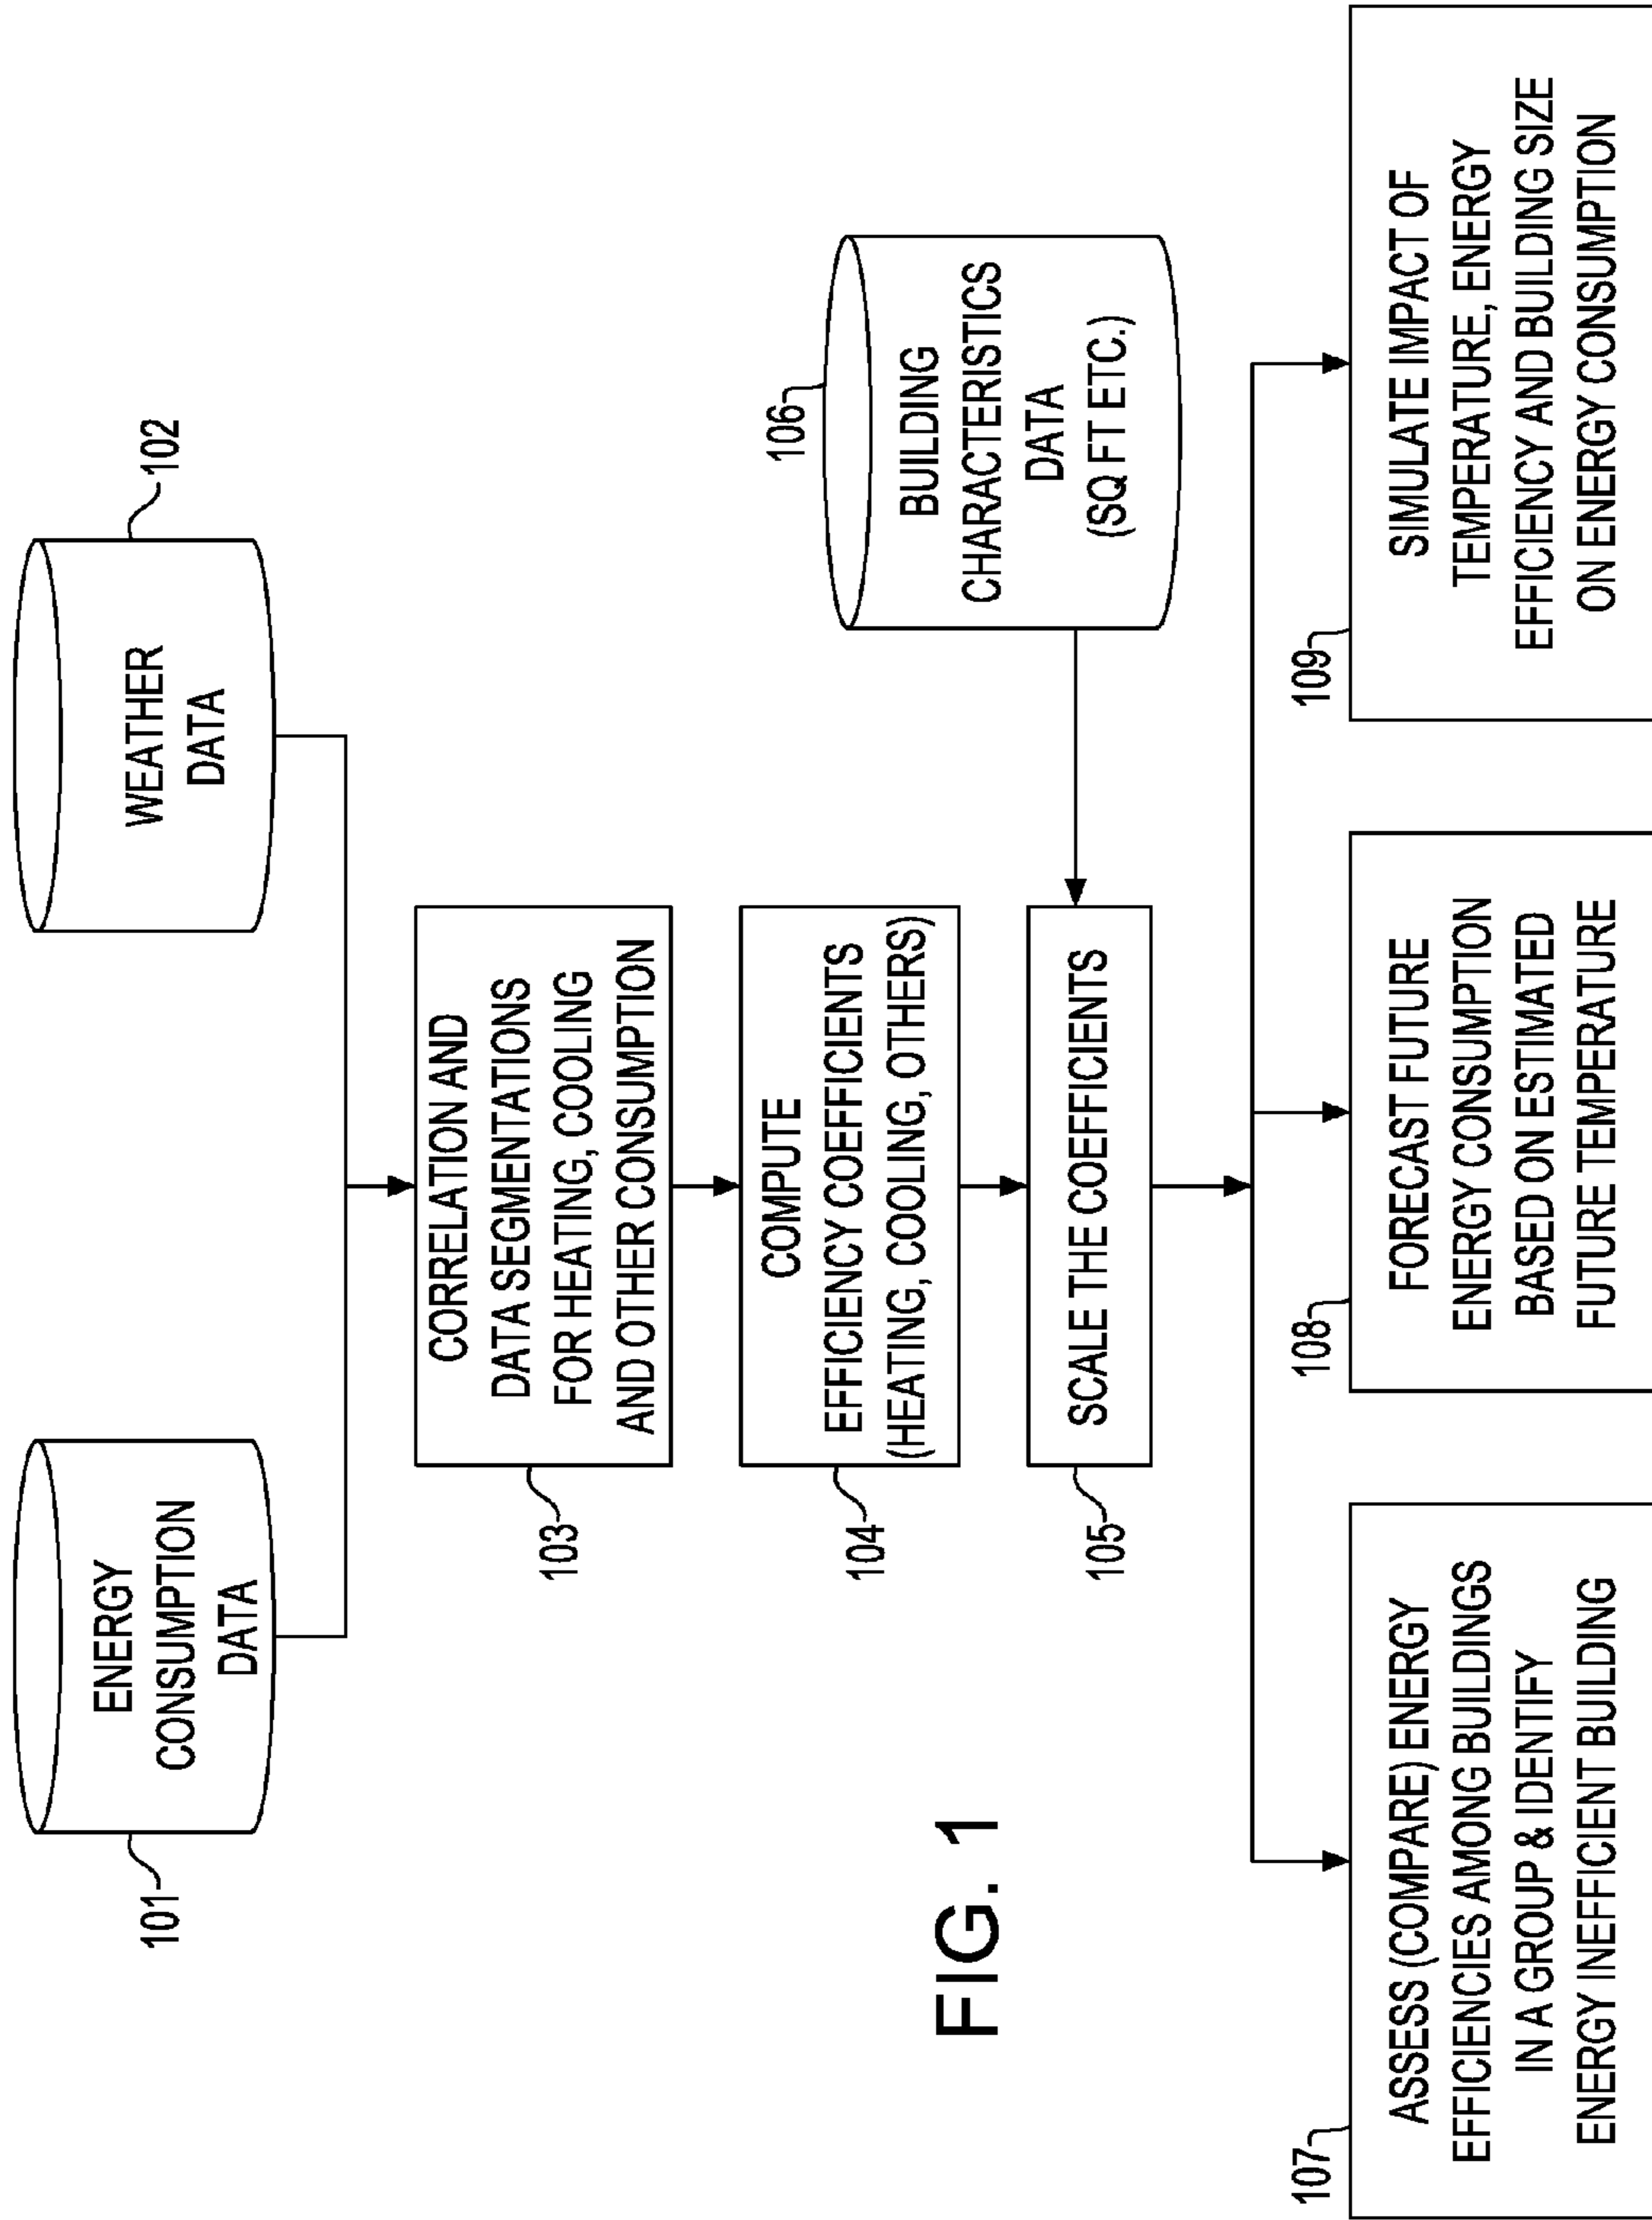 101
ENERGY
CONSUMPTION
DATA
102
WEATHER
DATA
103
CORRELATION AND
DATA SEGMENTATIONS
FOR HEATING, COOLING
AND OTHER CONSUMPTION
104
COMPUTE
EFFICIENCY COEFFICIENTS
(HEATING, COOLING, OTHERS)
105
SCALE THE COEFFICIENTS
106
BUILDING
CHARACTERISTICS
DATA
(SQ FT ETC.)
107
ASSESS (COMPARE) ENERGY
EFFICIENCIES AMONG BUILDINGS
IN A GROUP & IDENTIFY
ENERGY INEFFICIENT BUILDING
108
FORECAST FUTURE
ENERGY CONSUMPTION
BASED ON ESTIMATED
FUTURE TEMPERATURE
109
SIMULATE IMPACT OF
TEMPERATURE, ENERGY
EFFICIENCY AND BUILDING SIZE
ON ENERGY CONSUMPTION
FIG. 1